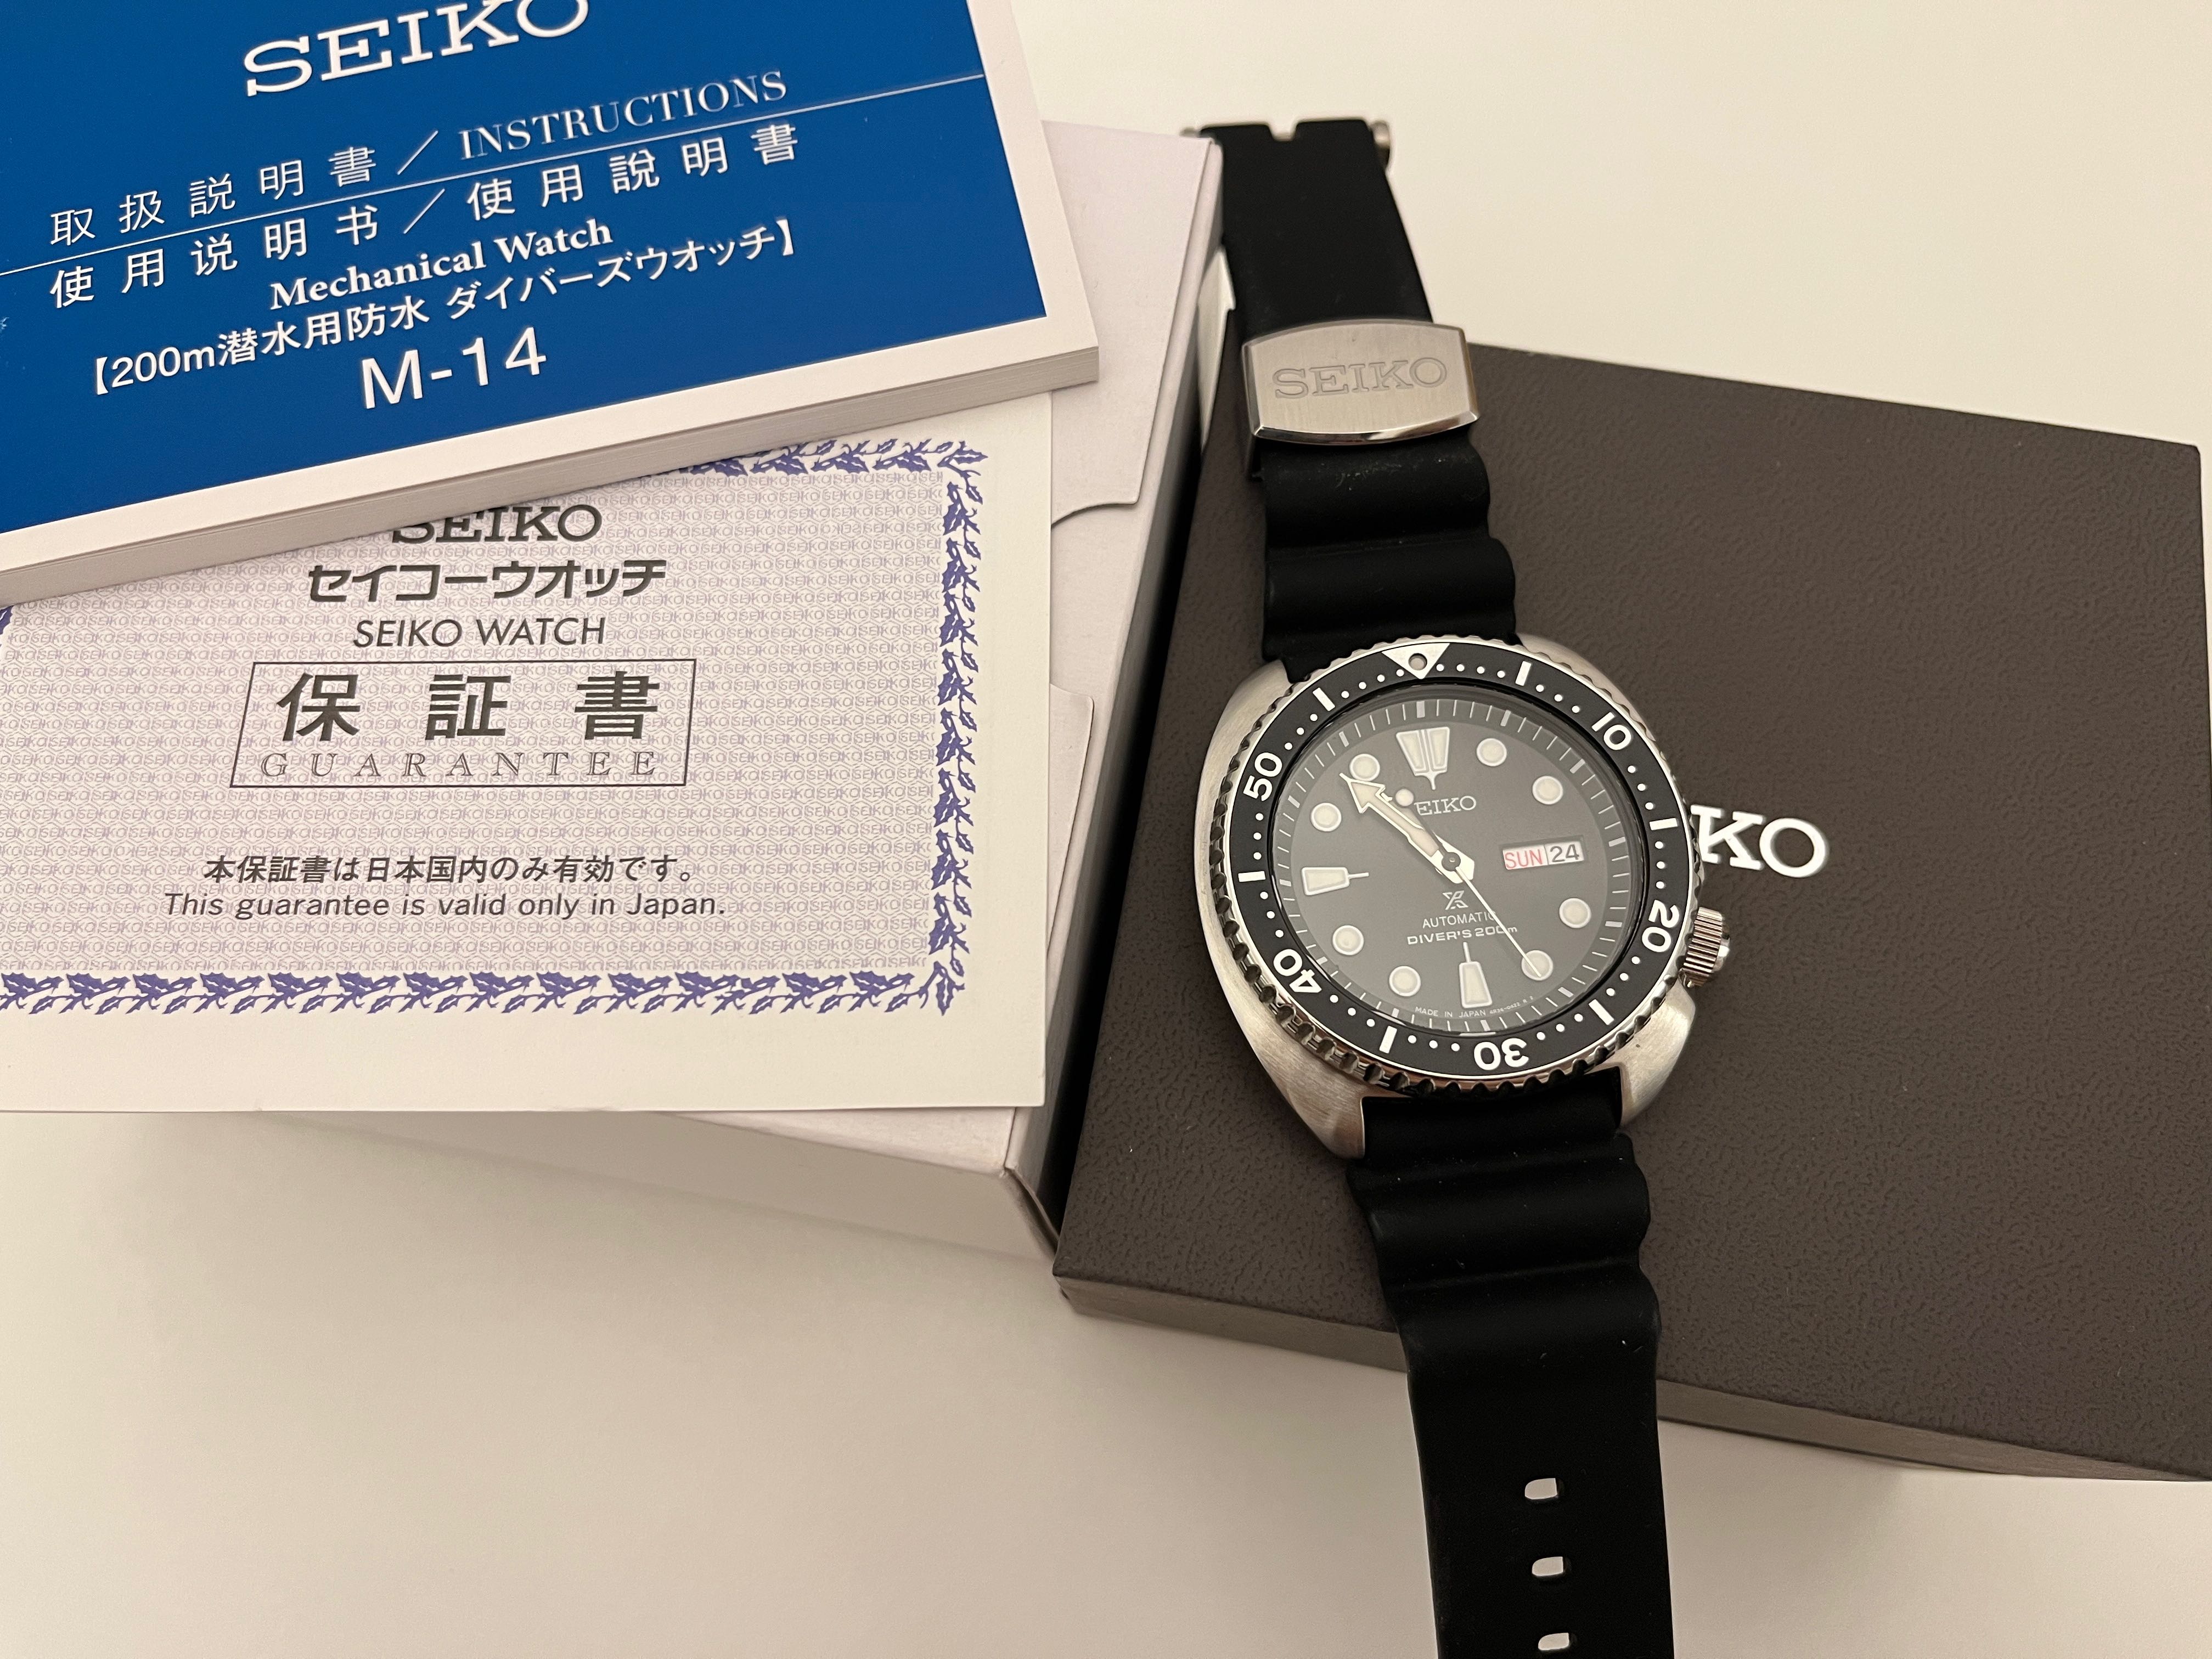 SEIKO
取扱説明書／INSTRUCTIONS
使用说明书／使用說明書
Mechanical Watch
【200m潜水用防水 ダイバーズウオッチ】
M-14
SEIKO
セイコーウオッチ
SEIKO WATCH
保証書
GUARANTEE
本保証書は日本国内のみ有効です。
This guarantee is valid only in Japan.
SEIKO
10
20
30
40
50
EIKO
SUN 24
X
AUTOMATIC
DIVER'S 200m
MADE IN JAPAN
KO